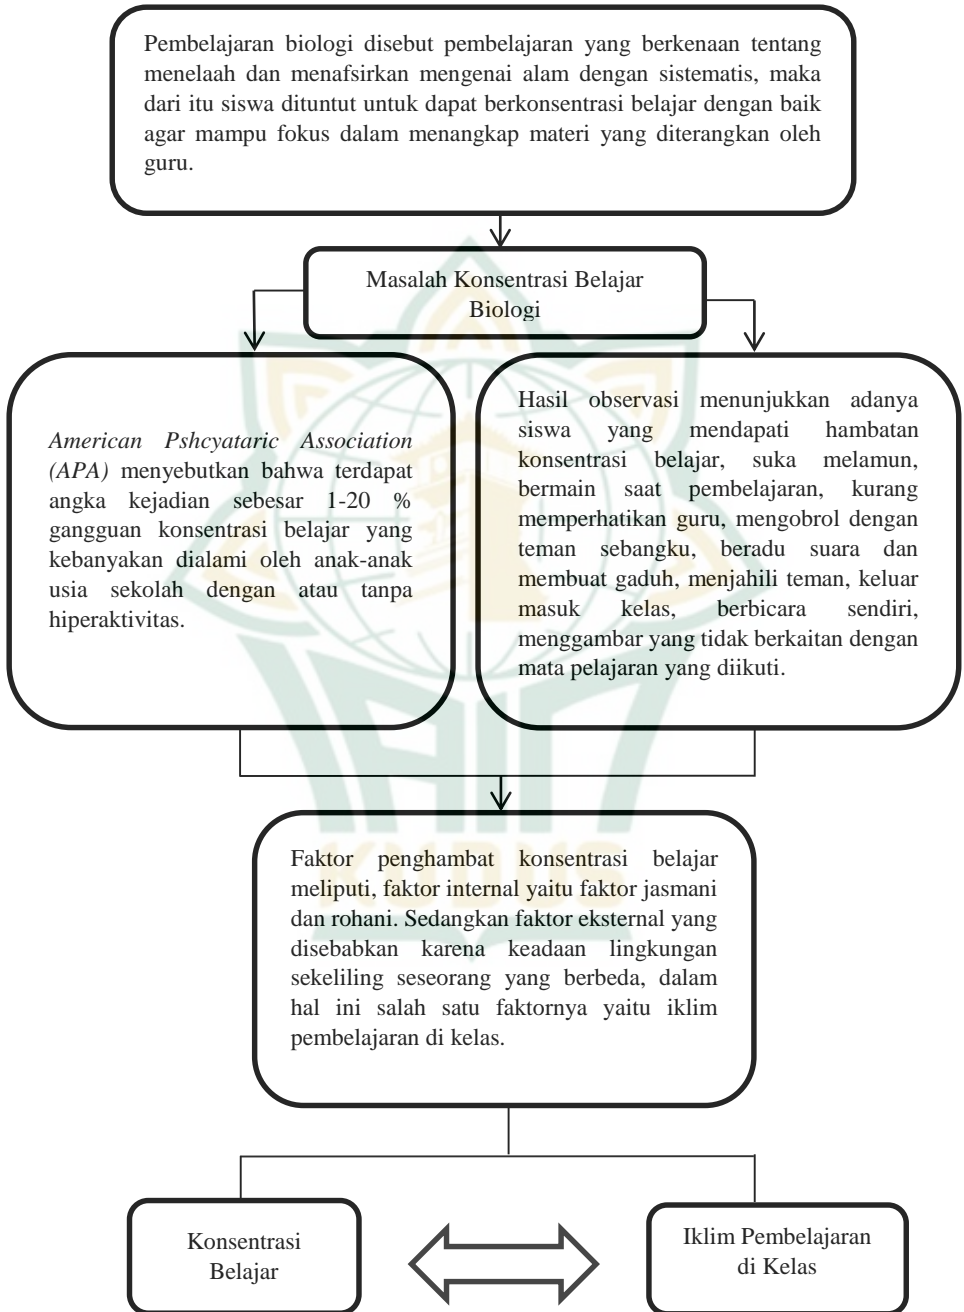 Pembelajaran biologi disebut pembelajaran yang berkenaan tentang
menelaah dan menafsirkan mengenai alam dengan sistematis, maka
dari itu siswa dituntut untuk dapat berkonsentrasi belajar dengan baik
agar mampu fokus dalam menangkap materi yang diterangkan oleh
guru.
Masalah Konsentrasi Belajar
Biologi
American Pshcyataric Association
(APA) menyebutkan bahwa terdapat
angka kejadian sebesar 1-20 %
gangguan konsentrasi belajar yang
kebanyakan dialami oleh anak-anak
usia sekolah dengan atau tanpa
hiperaktivitas.
Hasil observasi menunjukkan adanya
siswa yang mendapati hambatan
konsentrasi belajar, suka melamun,
bermain saat pembelajaran, kurang
memperhatikan guru, mengobrol dengan
teman sebangku, beradu suara dan
membuat gaduh, menjahili teman, keluar
masuk kelas, berbicara sendiri,
menggambar yang tidak berkaitan dengan
mata pelajaran yang diikuti.
KUDUS
Faktor penghambat konsentrasi belajar
meliputi, faktor internal yaitu faktor jasmani
dan rohani. Sedangkan faktor eksternal yang
disebabkan karena keadaan lingkungan
sekeliling seseorang yang berbeda, dalam
hal ini salah satu faktornya yaitu iklim
pembelajaran di kelas.
Konsentrasi
Belajar
Iklim Pembelajaran
di Kelas